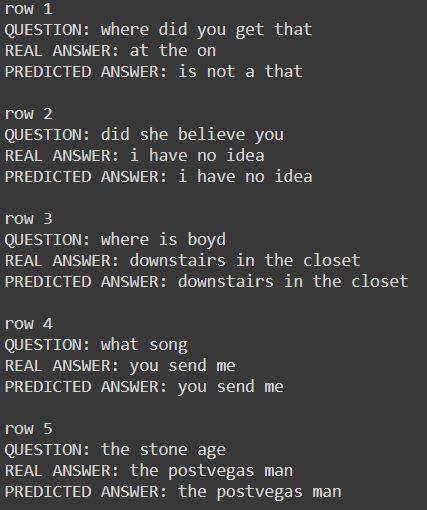 row 1
QUESTION: where did you get that
REAL ANSWER: at the on
PREDICTED ANSWER: is not a that
row 2
QUESTION: did she believe you
REAL ANSWER: i have no idea
PREDICTED ANSWER: i have no idea
row 3
QUESTION: where is boyd
REAL ANSWER: downstairs in the closet
PREDICTED ANSWER: downstairs in the closet
row 4
QUESTION: what song
REAL ANSWER: you send me
PREDICTED ANSWER: you send me
row 5
QUESTION: the stone age
REAL ANSWER: the postvegas man
PREDICTED ANSWER: the postvegas man